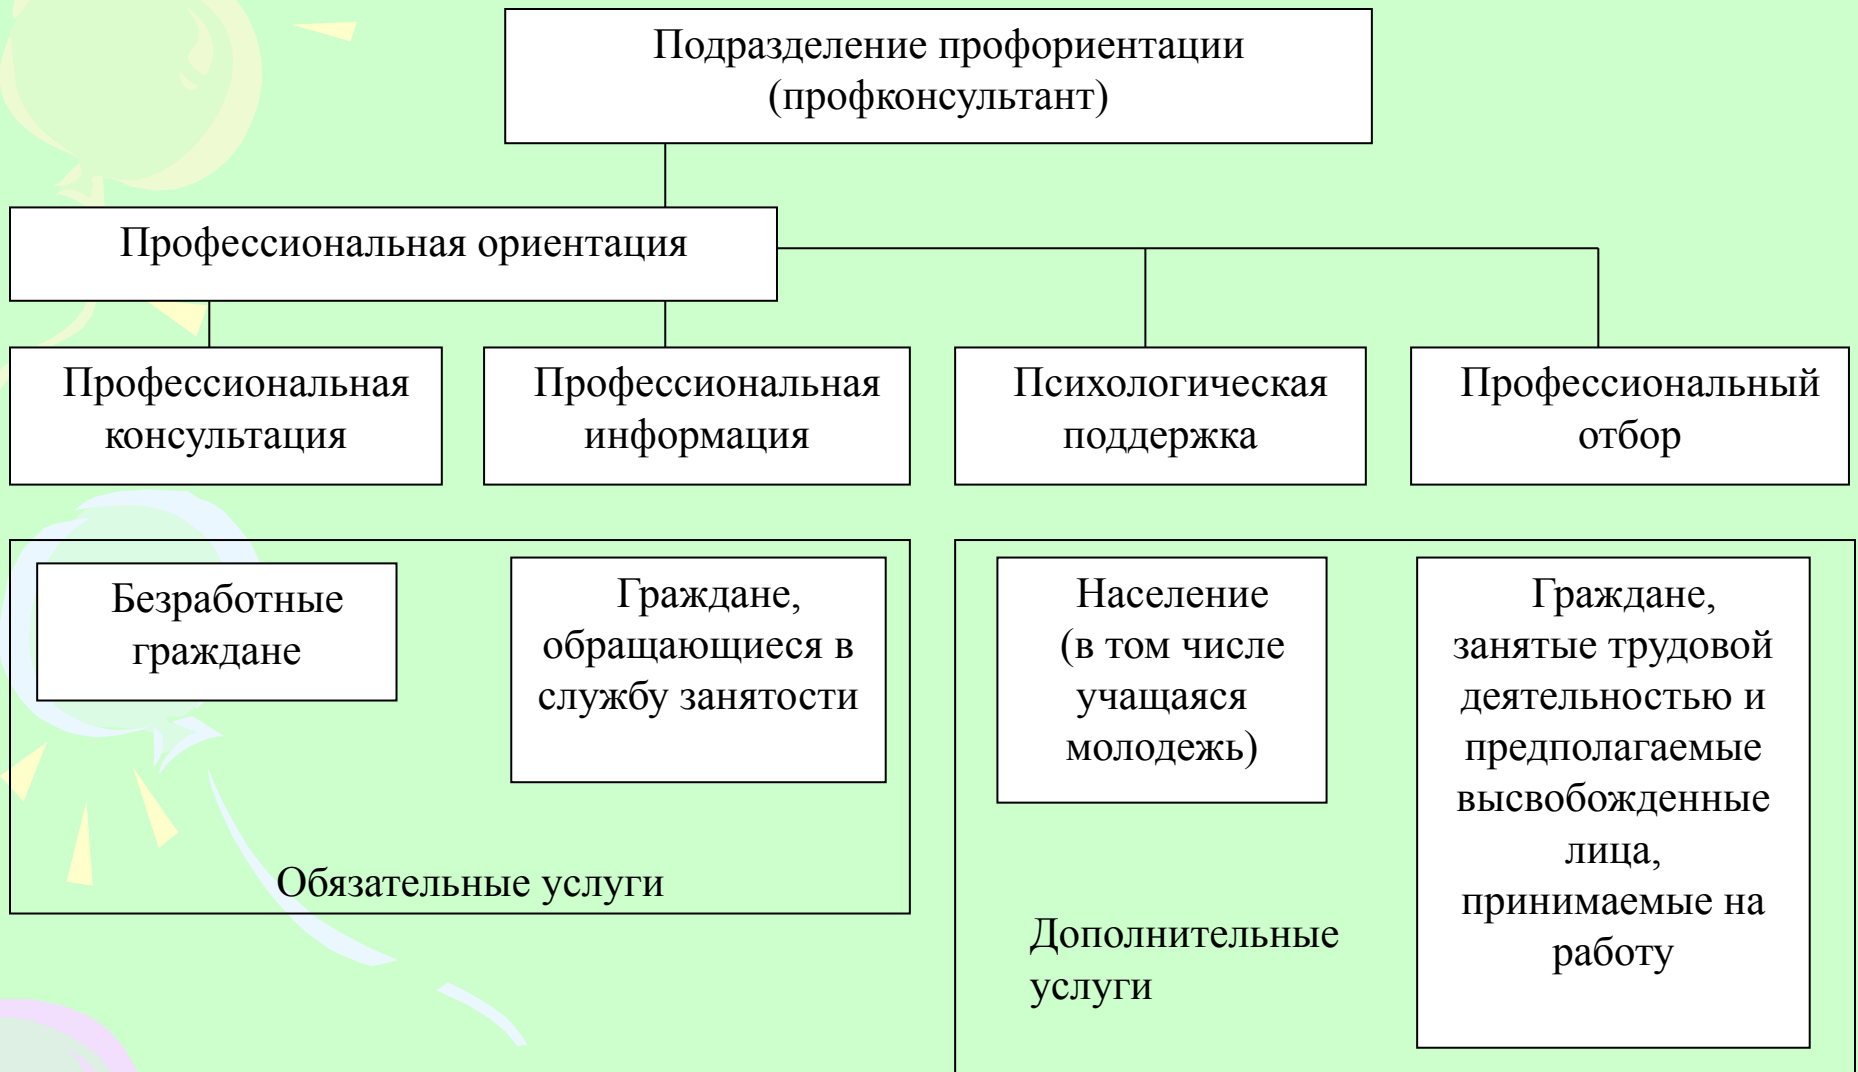 Подразделение профориентации
(профконсультант)
Профессиональная ориентация
Профессиональная
консультация
Профессиональная
информация
Психологическая
поддержка
Профессиональный
отбор
Безработные
граждане
Граждане,
обращающиеся в
службу занятости
Обязательные услуги
Население
(в том числе
учащаяся
молодежь)
Граждане,
занятые трудовой
деятельностью и
предполагаемые
высвобожденные
лица,
принимаемые на
работу
Дополнительные
услуги